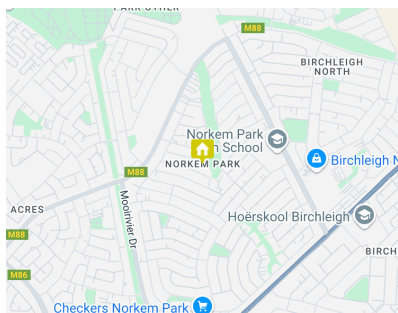 M88
BIRCHLEIGH
NORTH
Norkem Park
School
NORKEM PARK
Birchleigh N
M88
Mooirivier Dr
ACRES
Hoërskool Birchleigh
M88
BIRCH
M86
Checkers Norkem Park